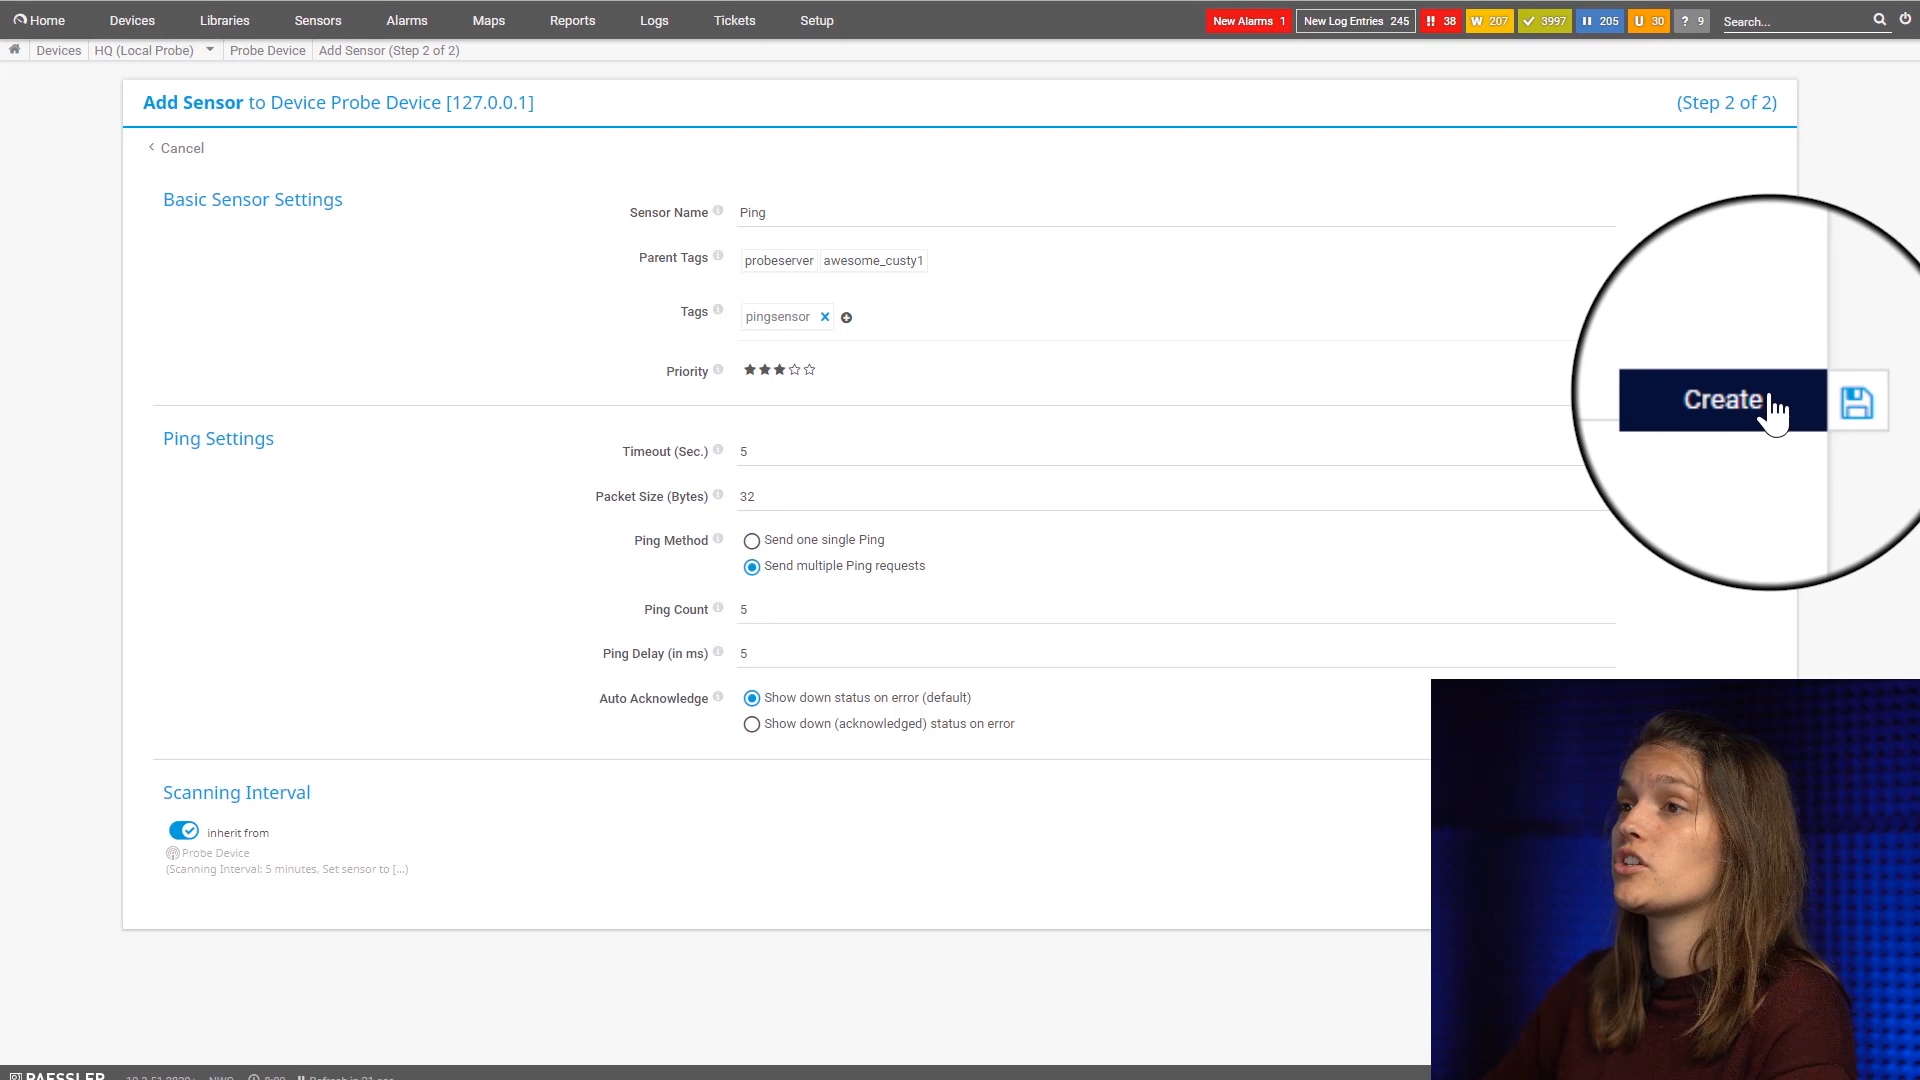 Home Devices Libraries Sensors Alarms Maps Reports Logs Tickets Setup New Alarms 1 New Log Entries 245 !! 38 W 207 3997 205 U 30 ? 9 Search...
Devices HQ (Local Probe) Probe Device Add Sensor (Step 2 of 2)
Add Sensor to Device Probe Device [127.0.0.1] (Step 2 of 2)
< Cancel
Basic Sensor Settings
Sensor Name Ping
Parent Tags probeserver awesome_custy1
Tags pingsensor
Priority
Create
Ping Settings
Timeout (Sec.) 5
Packet Size (Bytes) 32
Ping Method Send one single Ping
Send multiple Ping requests
Ping Count 5
Ping Delay (in ms) 5
Auto Acknowledge Show down status on error (default)
Show down (acknowledged) status on error
Scanning Interval
inherit from
Probe Device
(Scanning Interval: 5 minutes, Set sensor to [...])
PAESSLER